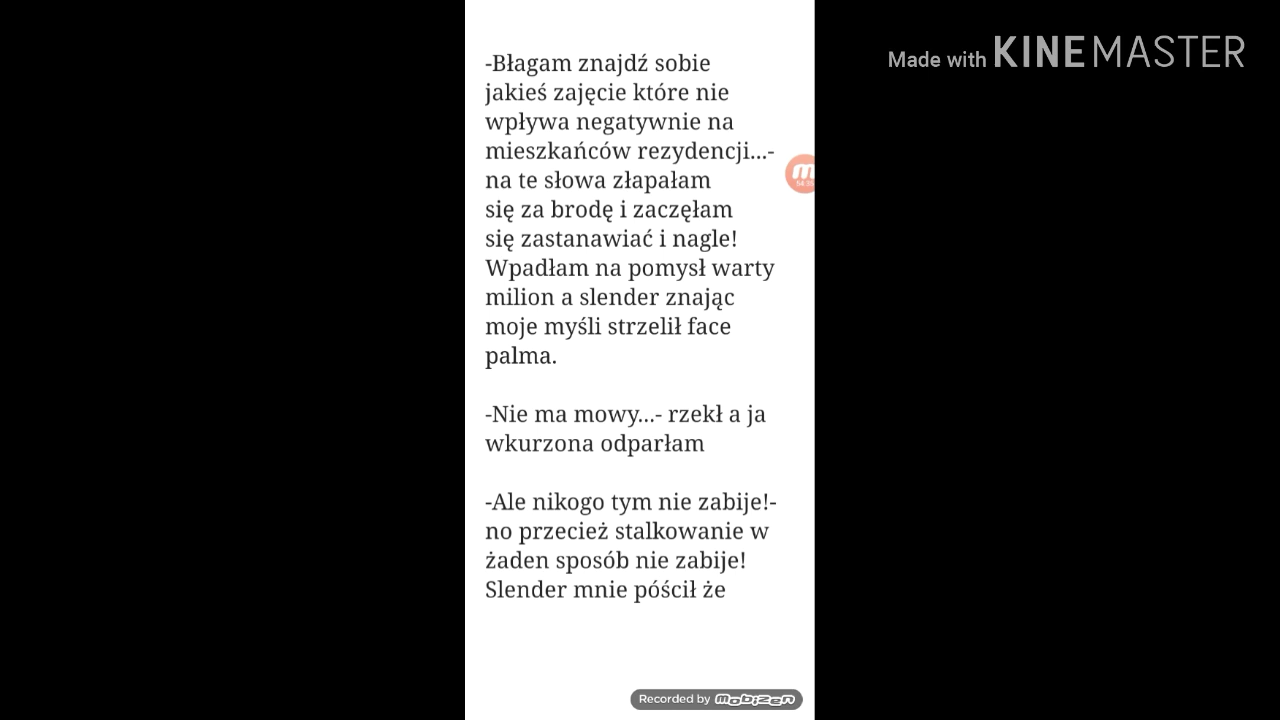 Made with KINEMASTER
-Błagam znajdź sobie
jakieś zajęcie które nie
wpływa negatywnie na
mieszkańców rezydencji...-
na te słowa złapałam
się za brodę i zaczęłam
się zastanawiać i nagle!
Wpadłam na pomysł warty
milion a slender znając
moje myśli strzelił face
palma.
-Nie ma mowy...- rzekł a ja
wkurzona odparłam
-Ale nikogo tym nie zabije!-
no przecież stalkowanie w
żaden sposób nie zabije!
Slender mnie póścił że
Recorded by mobizen